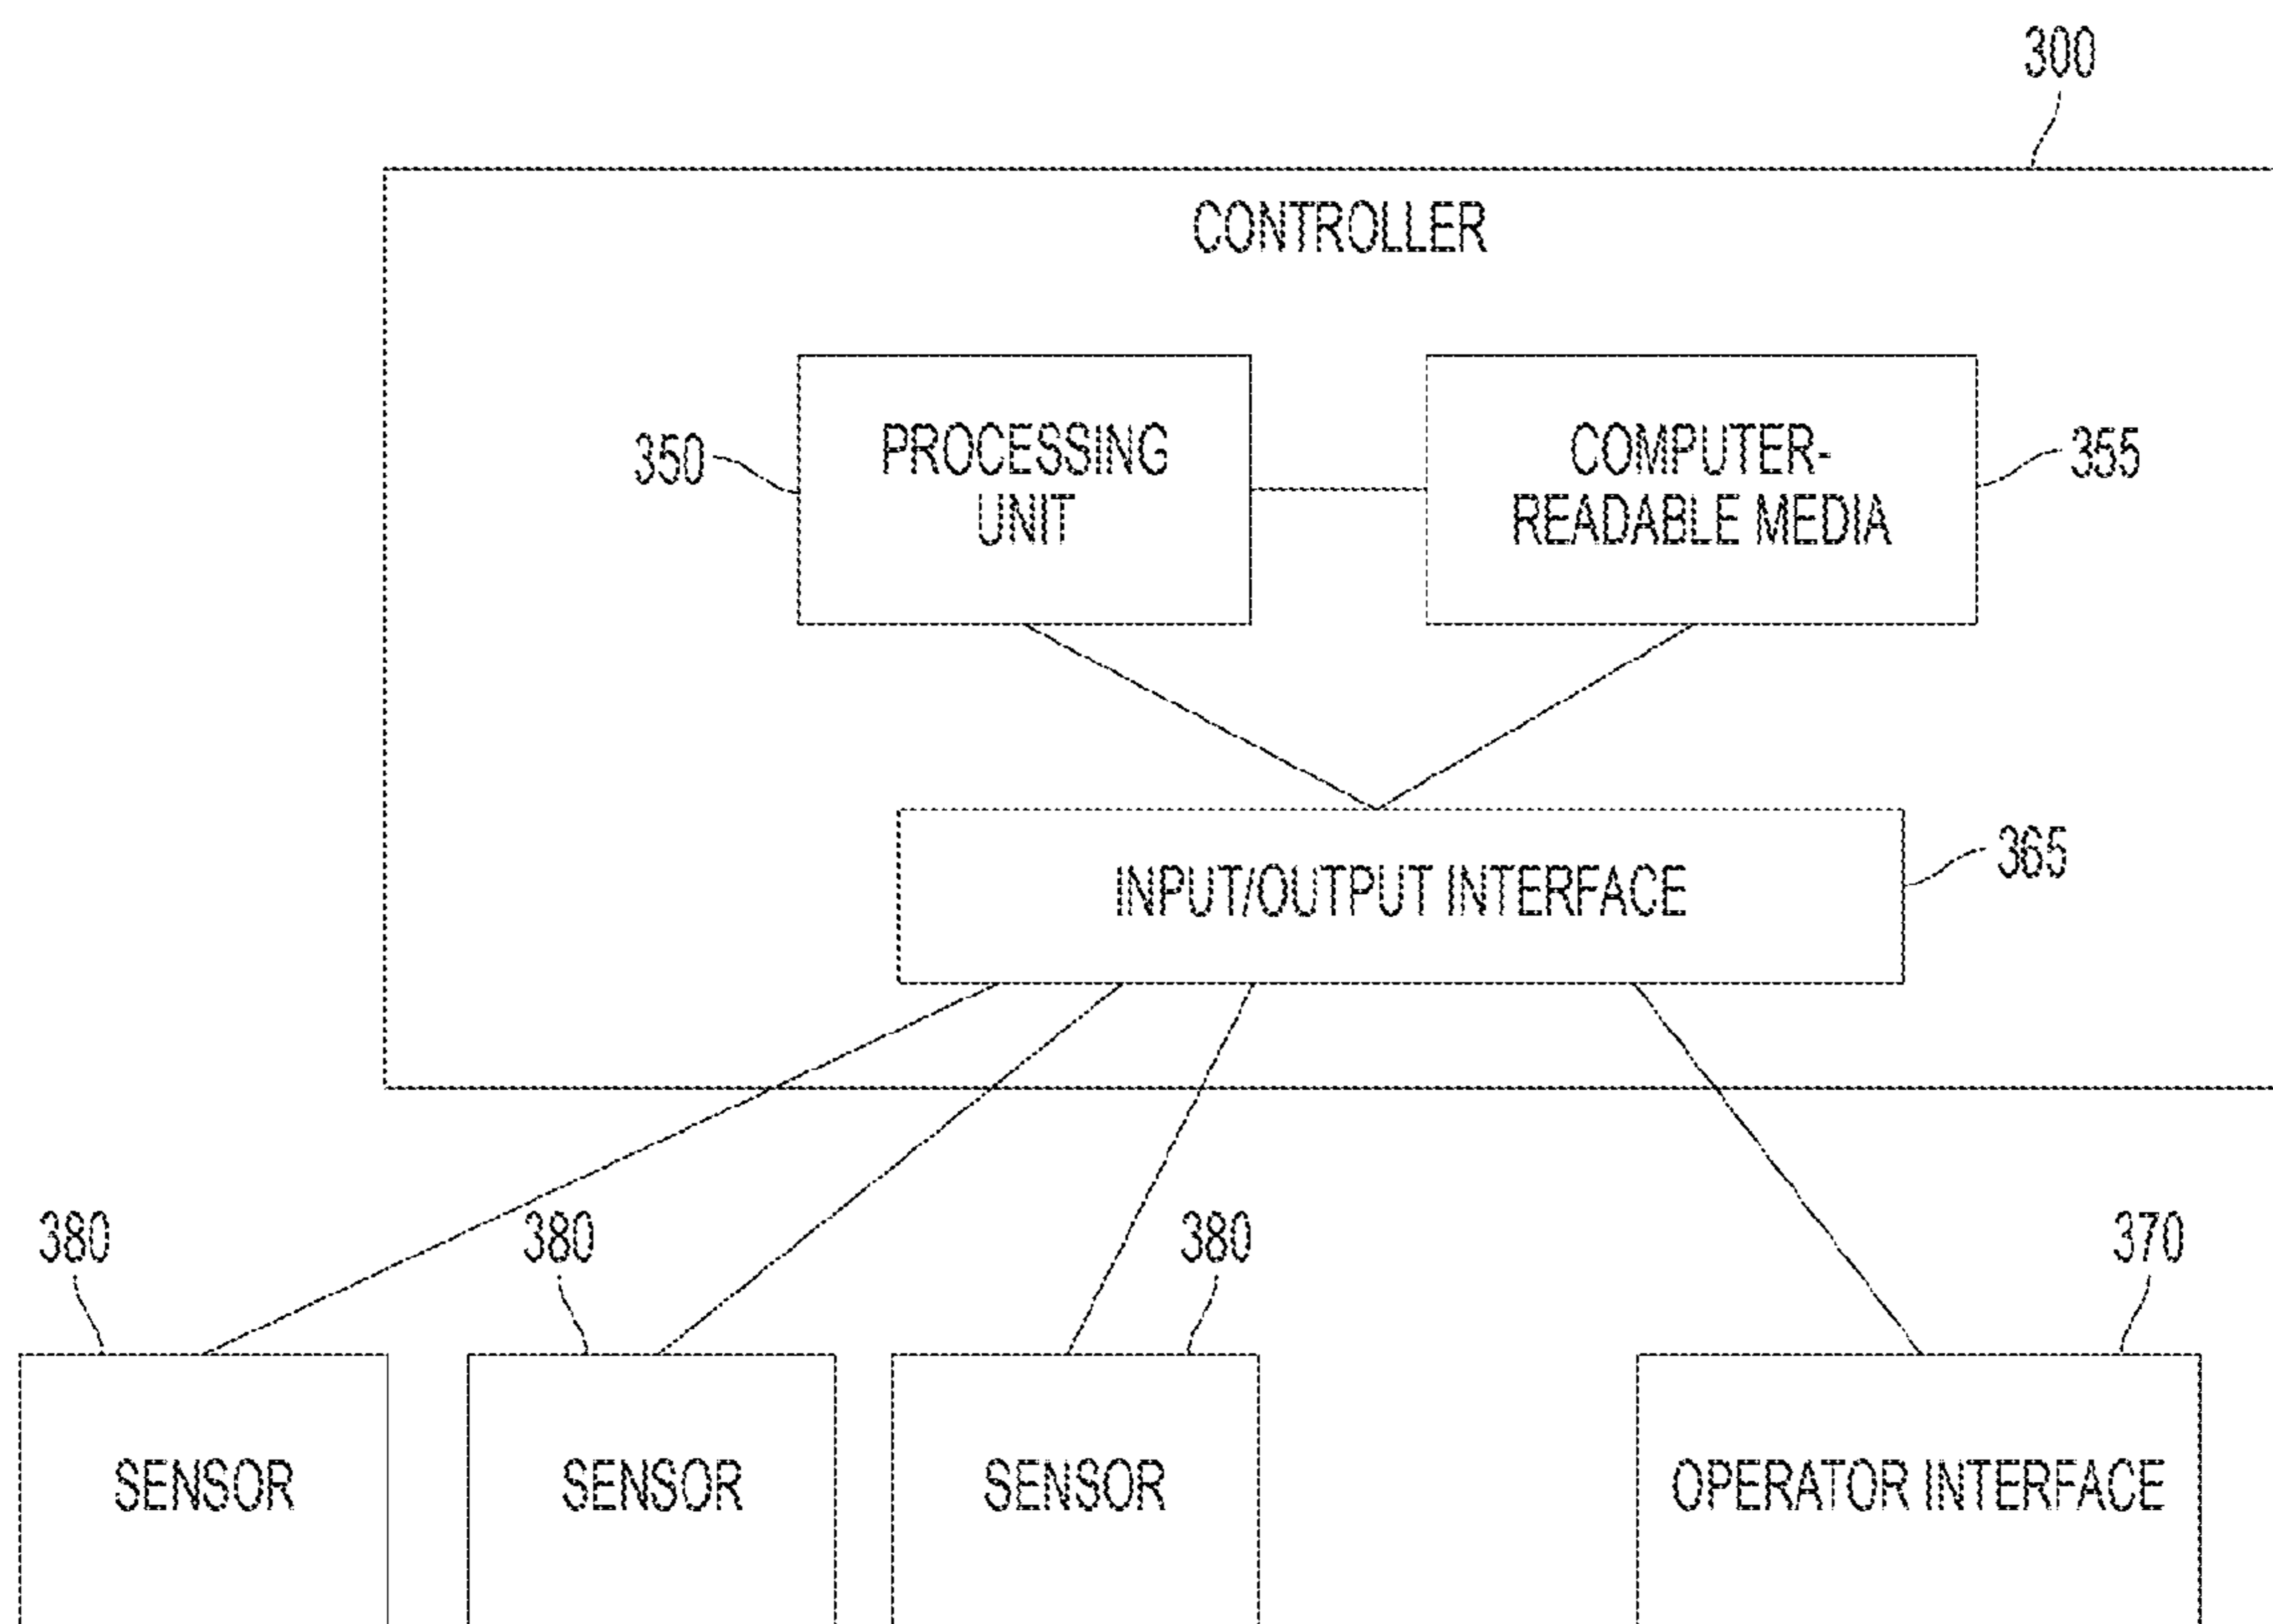 300
CONTROLLER
350
PROCESSING
UNIT
COMPUTER-
READABLE MEDIA
355
INPUT/OUTPUT INTERFACE
365
380
380
380
370
SENSOR
SENSOR
SENSOR
OPERATOR INTERFACE